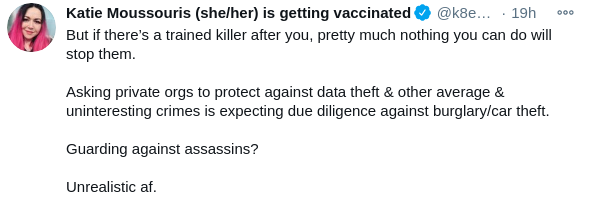 Katie Moussouris (she/her) is getting vaccinated @k8e… · 19h
But if there's a trained killer after you, pretty much nothing you can do will
stop them.
Asking private orgs to protect against data theft & other average &
uninteresting crimes is expecting due diligence against burglary/car theft.
Guarding against assassins?
Unrealistic af.